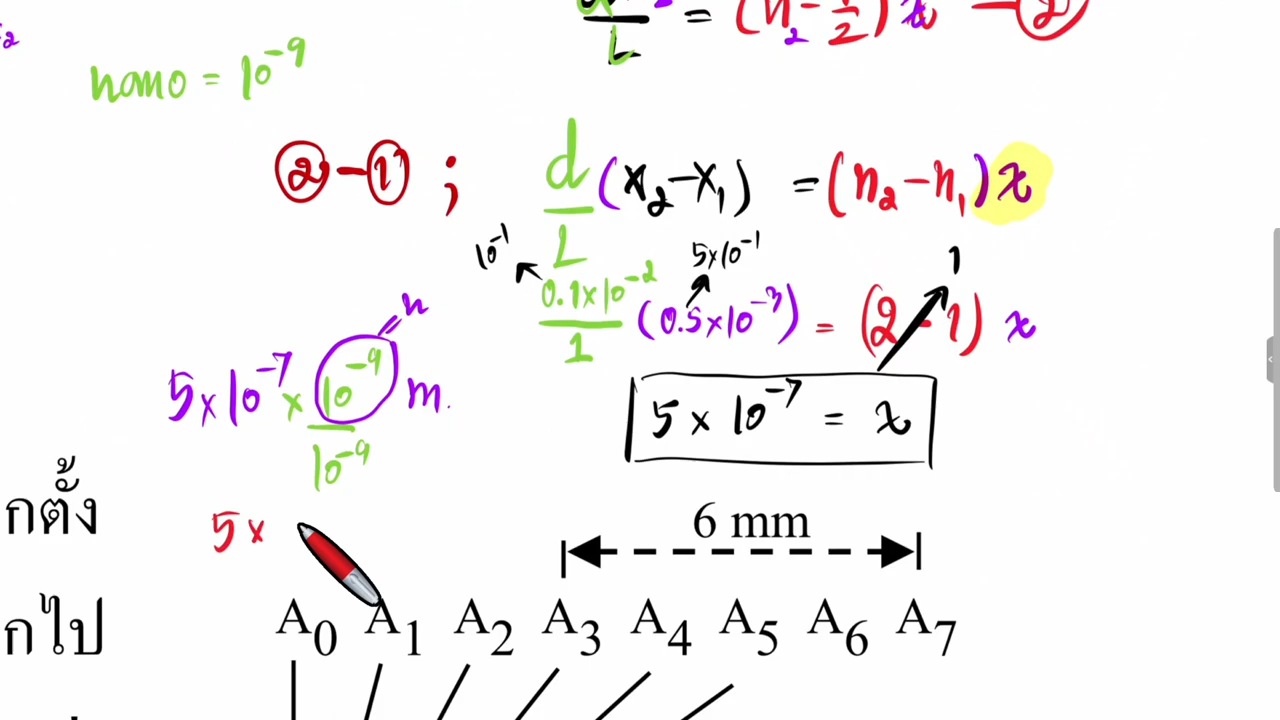 L = (n₂ - 1/2) x - ②
nano = 10⁻⁹
② - ① ; d/L (x₂ - x₁) = (n₂ - n₁) x
10⁻¹ 5×10⁻¹ 1
0.1×10⁻²/1 (0.5×10⁻³) = (2 - 1) x
n
5×10⁻⁷ × 10⁻⁹/10⁻⁹ m.
5 × 10⁻⁷ = x
กตั้ง
5 ×
6 mm
กไป
A₀ A₁ A₂ A₃ A₄ A₅ A₆ A₇